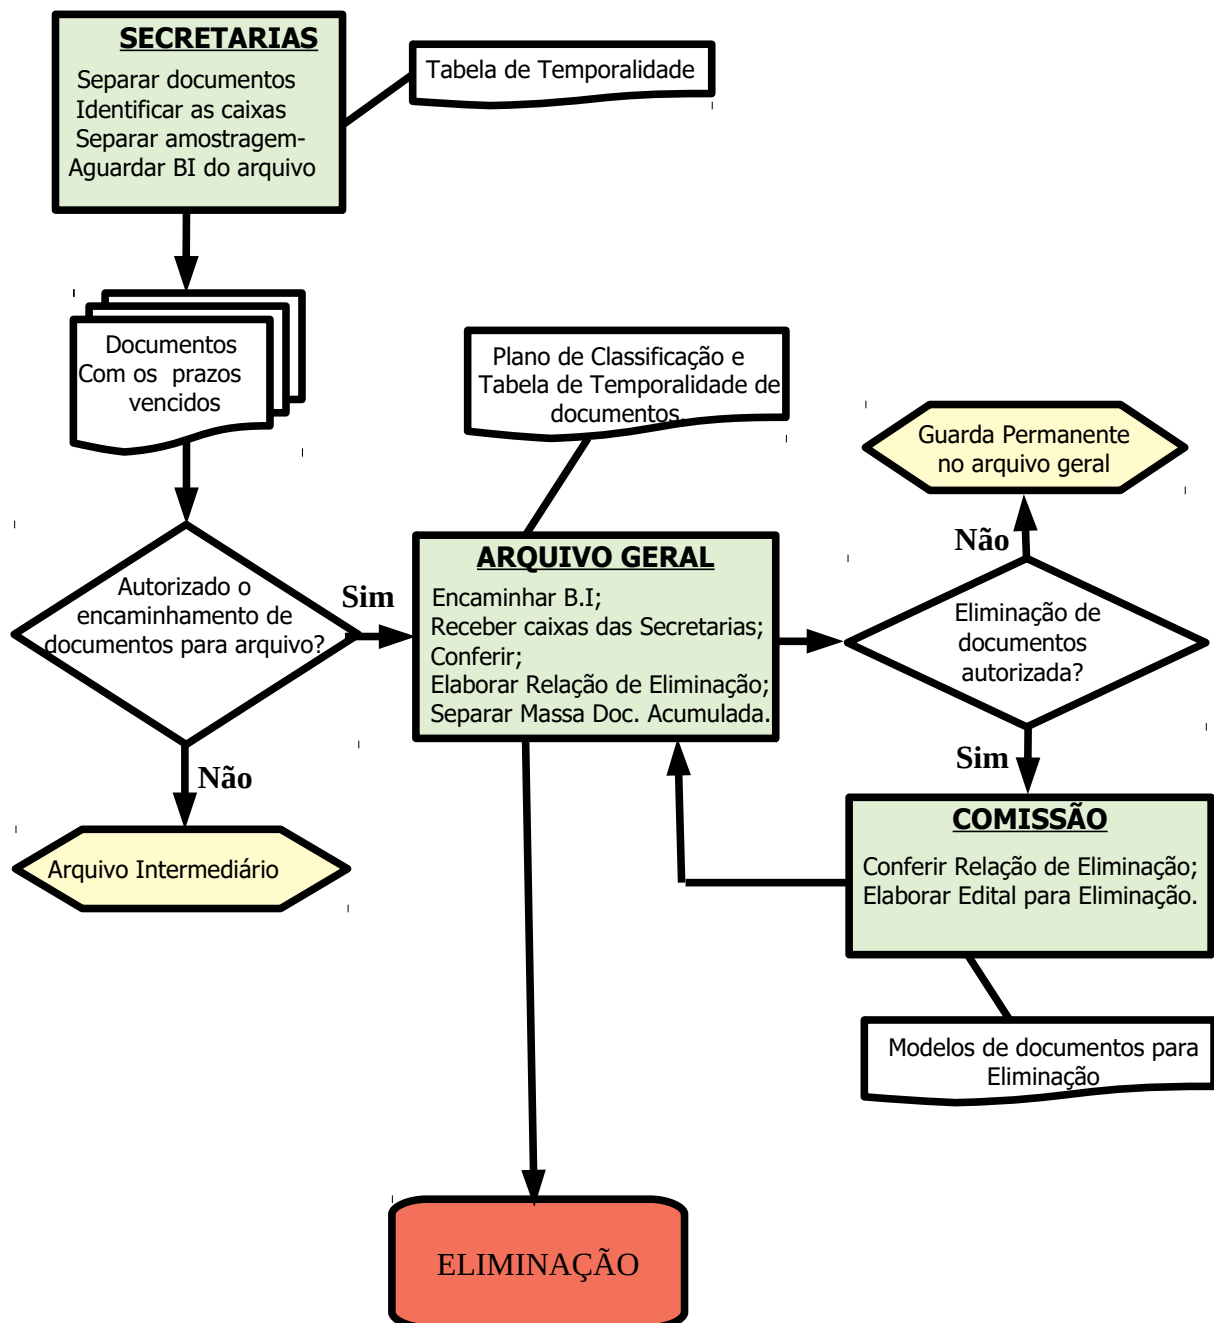 SECRETARIAS
Separar documentos
Identificar as caixas
Separar amostragem-
Aguardar BI do arquivo
Tabela de Temporalidade
Documentos
Com os prazos
vencidos
Plano de Classificação e
Tabela de Temporalidade de
documentos.
Guarda Permanente
no arquivo geral
Não
Autorizado o
encaminhamento de
documentos para arquivo?
Sim
ARQUIVO GERAL
Encaminhar B.I;
Receber caixas das Secretarias;
Conferir;
Elaborar Relação de Eliminação;
Separar Massa Doc. Acumulada.
Eliminação de
documentos
autorizada?
Sim
Não
Arquivo Intermediário
COMISSÃO
Conferir Relação de Eliminação;
Elaborar Edital para Eliminação.
Modelos de documentos para
Eliminação
ELIMINAÇÃO